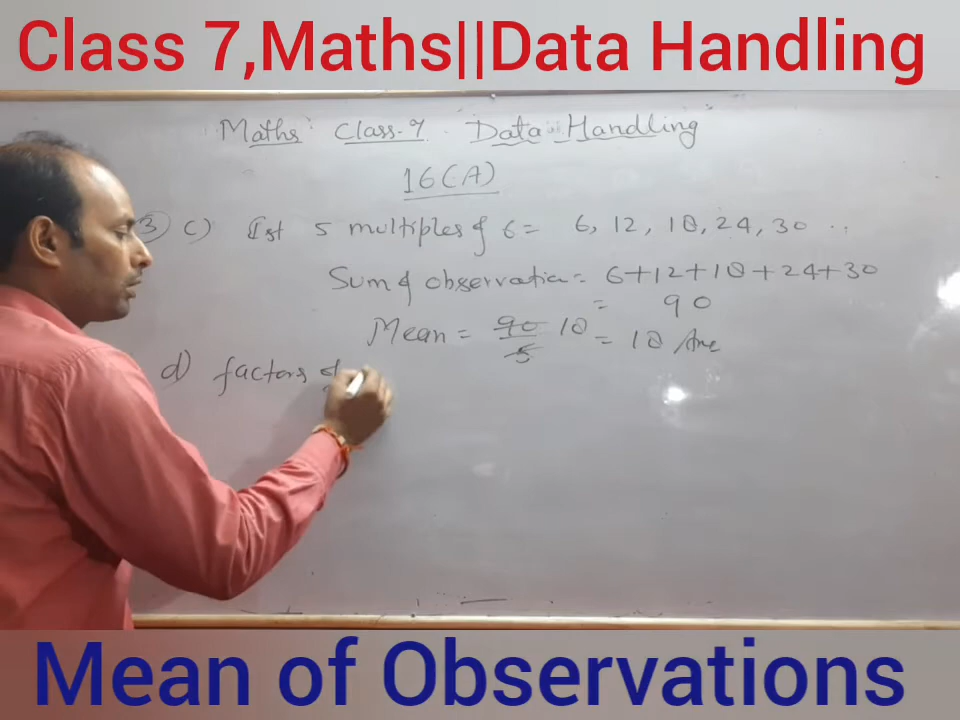 Class 7,Maths||Data Handling
Maths Class-7 Data Handling
16(A)
3 c) Ist 5 multiples of 6 = 6, 12, 18, 24, 30 ..
Sum of observation = 6+12+18+24+30
= 90
Mean = 90/5 18 = 18 Ans
d) factors of
Mean of Observations